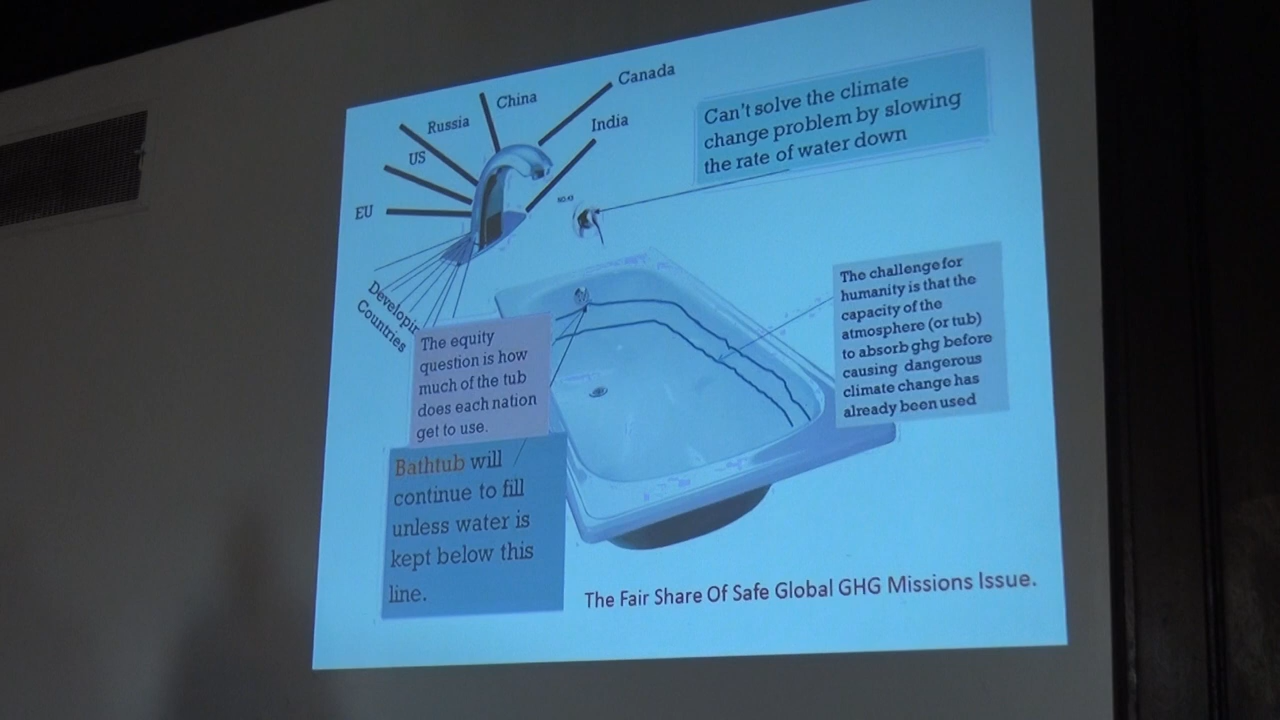 Canada
China
Russia
India
US
EU
Developin
Countries
Can't solve the climate
change problem by slowing
the rate of water down
The challenge for
humanity is that the
capacity of the
atmosphere (or tub)
to absorb ghg before
causing dangerous
climate change has
already been used
The equity
question is how
much of the tub
does each nation
get to use.
Bathtub will
continue to fill
unless water is
kept below this
line.
The Fair Share Of Safe Global GHG Missions Issue.